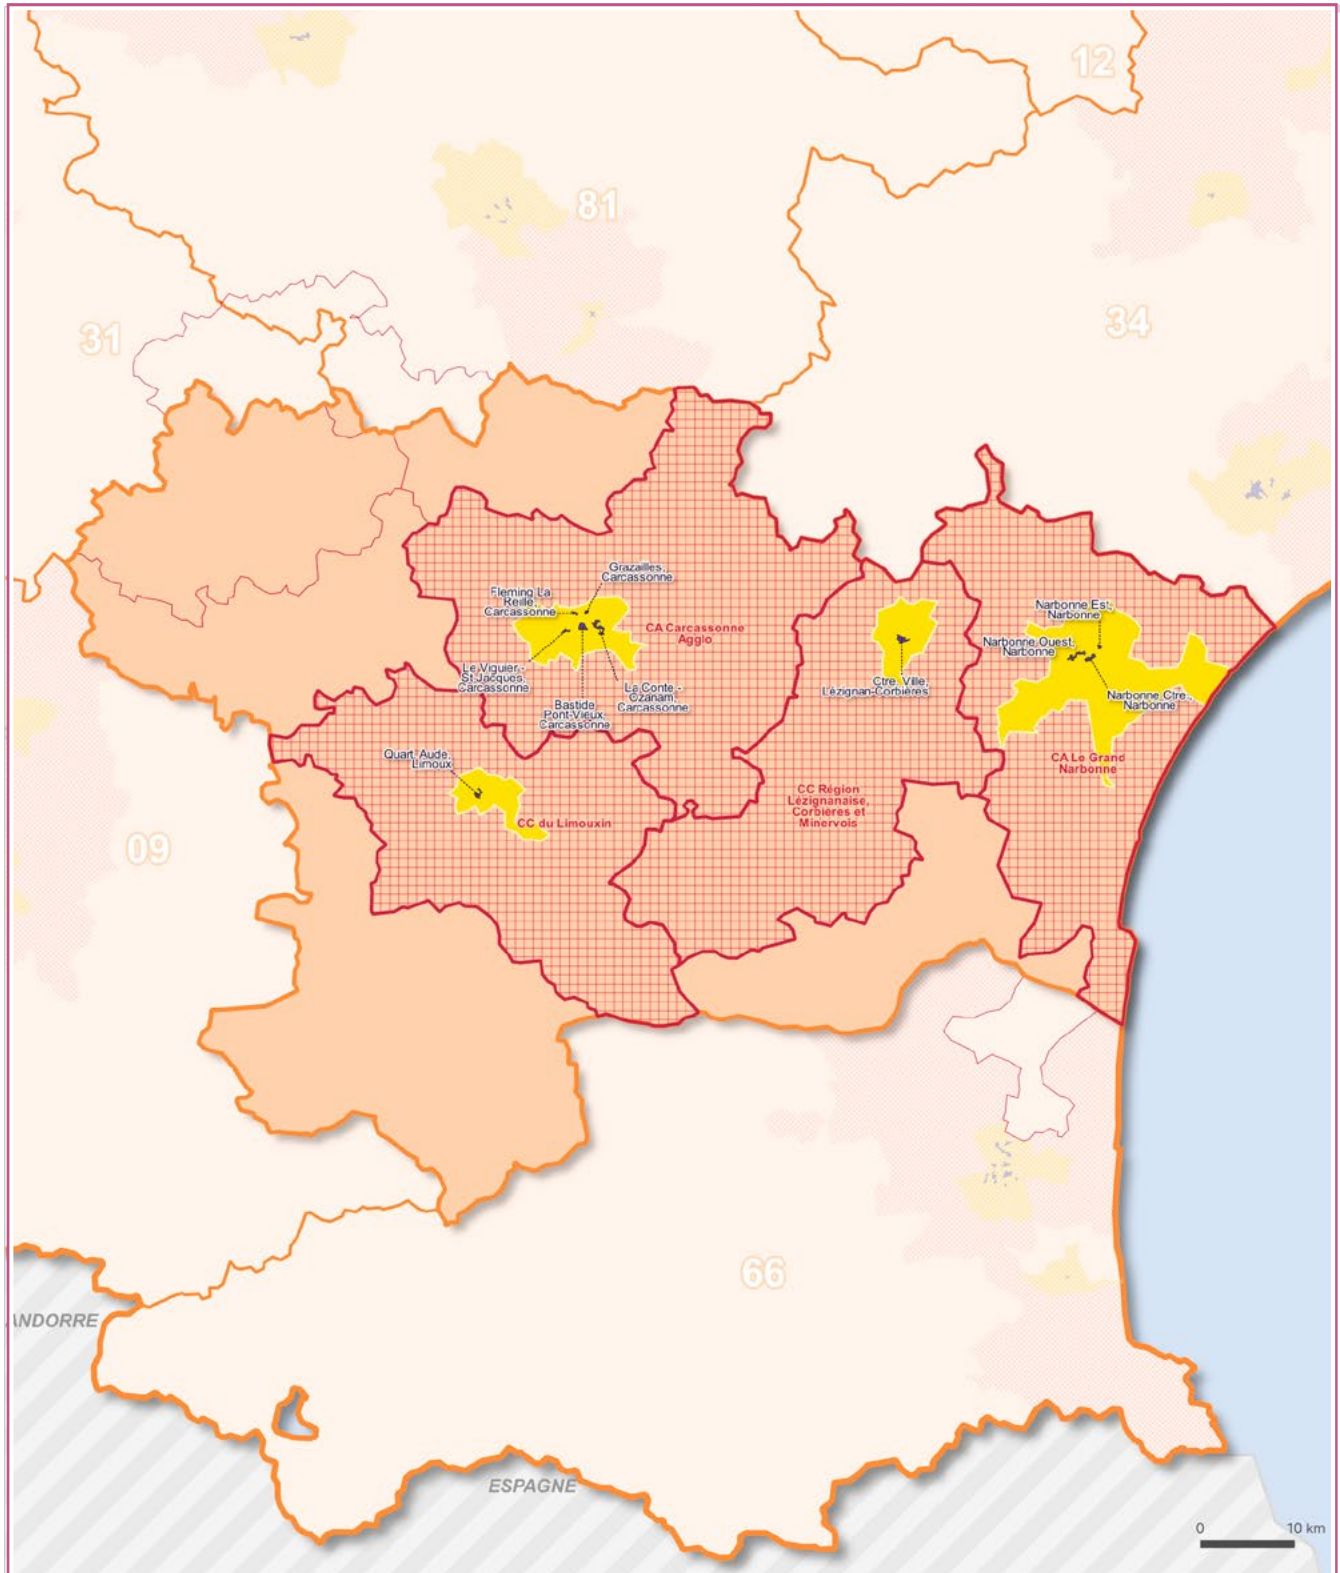 12
81
31
34
Grazailles,
Carcassonne
Fleming La
Reille,
Carcassonne
CA Carcassonne
Agglo
Narbonne Est,
Narbonne
Narbonne Ouest,
Narbonne
Le Viguier -
St Jacques,
Carcassonne
La Conte -
Ozanam,
Carcassonne
Ctre. Ville,
Lézignan-Corbières
Narbonne Ctre.,
Narbonne
Bastide
Pont-Vieux,
Carcassonne
Quart. Aude,
Limoux
CA Le Grand
Narbonne
CC Région
Lézignanaise,
Corbières et
Minervois
CC du Limouxin
09
66
ANDORRE
ESPAGNE
0 10 km